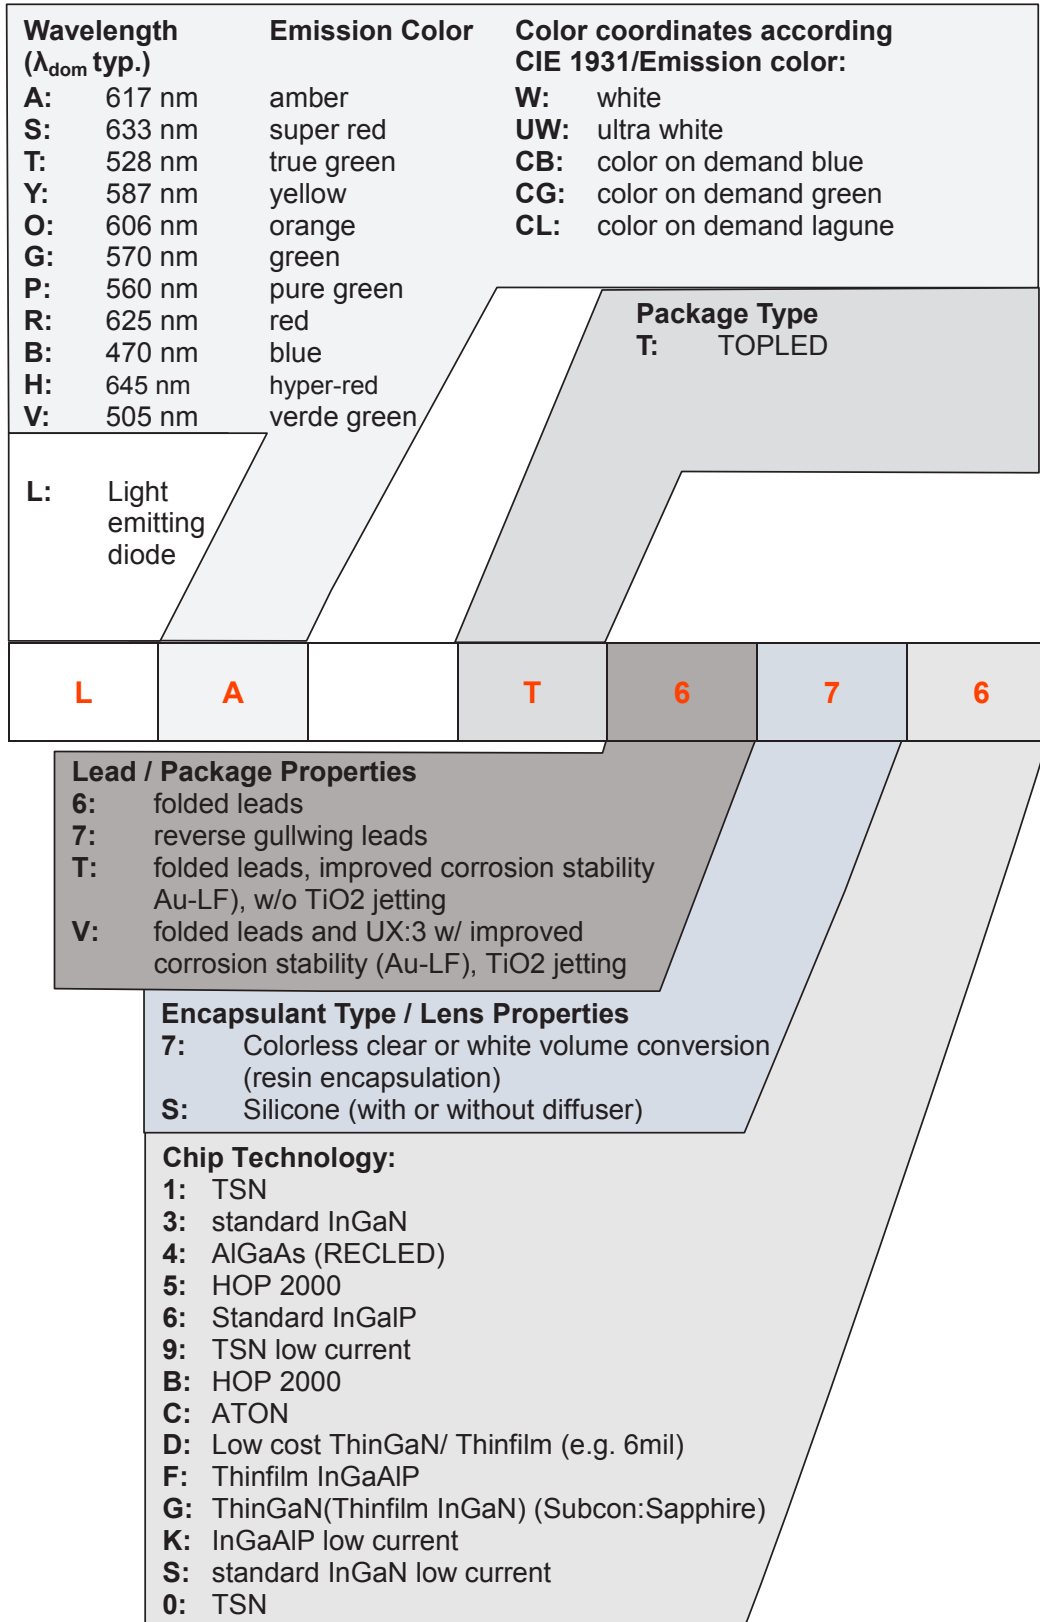 Wavelength Emission Color
(λdom typ.)
A: 617 nm amber
S: 633 nm super red
T: 528 nm true green
Y: 587 nm yellow
O: 606 nm orange
G: 570 nm green
P: 560 nm pure green
R: 625 nm red
B: 470 nm blue
H: 645 nm hyper-red
V: 505 nm verde green
Color coordinates according
CIE 1931/Emission color:
W: white
UW: ultra white
CB: color on demand blue
CG: color on demand green
CL: color on demand lagune
Package Type
T: TOPLED
L: Light
emitting
diode
L A T 6 7 6
Lead / Package Properties
6: folded leads
7: reverse gullwing leads
T: folded leads, improved corrosion stability
Au-LF), w/o TiO2 jetting
V: folded leads and UX:3 w/ improved
corrosion stability (Au-LF), TiO2 jetting
Encapsulant Type / Lens Properties
7: Colorless clear or white volume conversion
(resin encapsulation)
S: Silicone (with or without diffuser)
Chip Technology:
1: TSN
3: standard InGaN
4: AlGaAs (RECLED)
5: HOP 2000
6: Standard InGalP
9: TSN low current
B: HOP 2000
C: ATON
D: Low cost ThinGaN/ Thinfilm (e.g. 6mil)
F: Thinfilm InGaAlP
G: ThinGaN(Thinfilm InGaN) (Subcon:Sapphire)
K: InGaAlP low current
S: standard InGaN low current
0: TSN